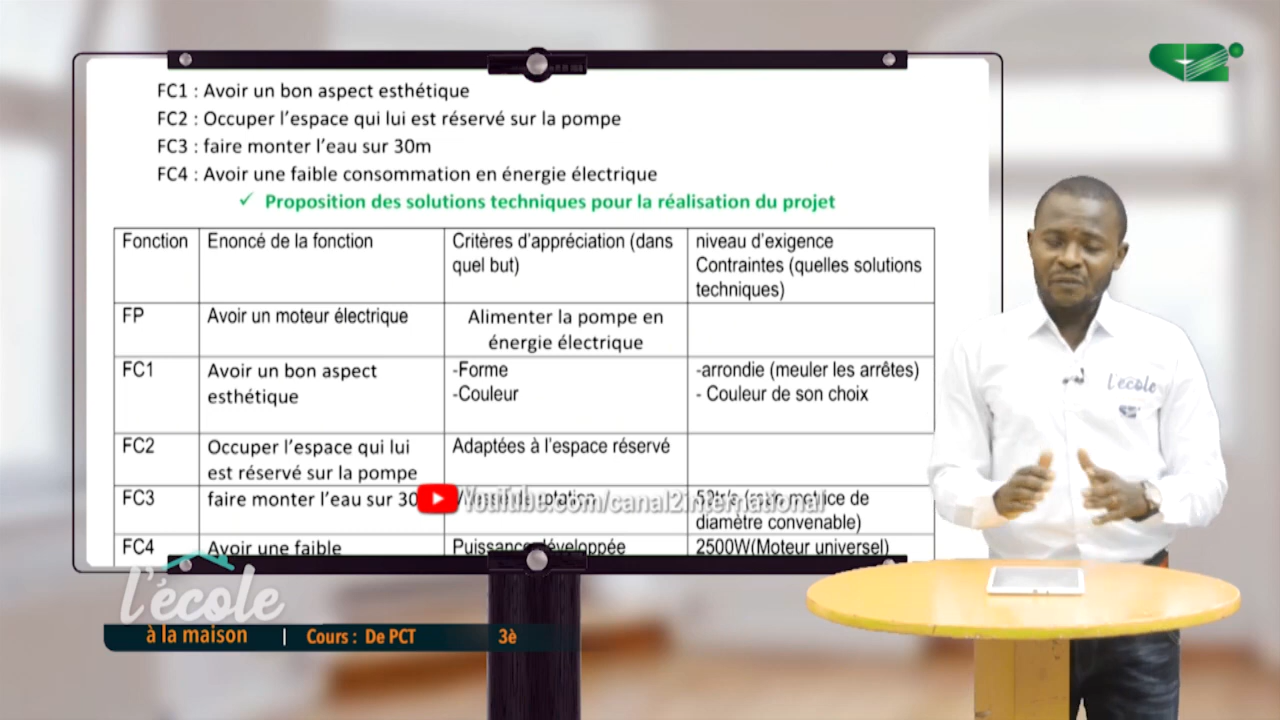 FC1 : Avoir un bon aspect esthétique
FC2 : Occuper l'espace qui lui est réservé sur la pompe
FC3 : faire monter l'eau sur 30m
FC4 : Avoir une faible consommation en énergie électrique
✓ Proposition des solutions techniques pour la réalisation du projet
Fonction
Enoncé de la fonction
Critères d'appréciation (dans
quel but)
niveau d'exigence
Contraintes (quelles solutions
techniques)
FP
Avoir un moteur électrique
Alimenter la pompe en
énergie électrique
FC1
Avoir un bon aspect
esthétique
-Forme
-Couleur
-arrondie (meuler les arrêtes)
- Couleur de son choix
FC2
Occuper l'espace qui lui
est réservé sur la pompe
Adaptées à l'espace réservé
FC3
faire monter l'eau sur 30
de
diamètre convenable)
YouTube.com/canal2international
FC4
Avoir une faible
Puissance développée
2500W(Moteur universel)
l'école
l'école
à la maison | Cours : De PCT 3è